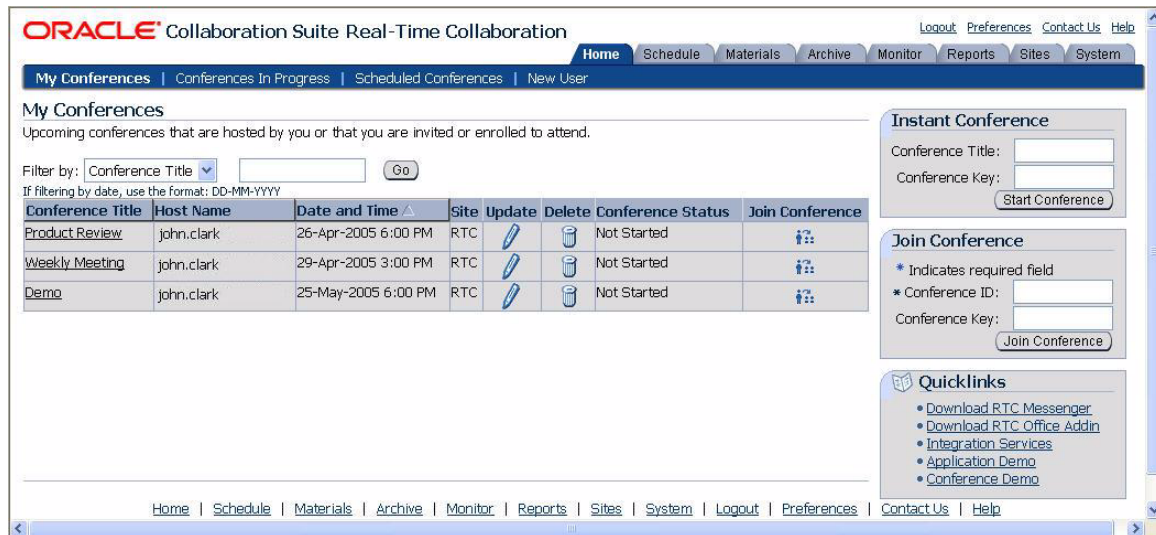 ORACLE Collaboration Suite Real-Time Collaboration
Logout Preferences Contact Us Help
Home Schedule Materials Archive Monitor Reports Sites System
My Conferences | Conferences In Progress | Scheduled Conferences | New User
My Conferences
Upcoming conferences that are hosted by you or that you are invited or enrolled to attend.
Filter by: Conference Title Go
If filtering by date, use the format: DD-MM-YYYY
Conference Title Host Name Date and Time Site Update Delete Conference Status Join Conference
Product Review john.clark 26-Apr-2005 6:00 PM RTC Not Started
Weekly Meeting john.clark 29-Apr-2005 3:00 PM RTC Not Started
Demo john.clark 25-May-2005 6:00 PM RTC Not Started
Instant Conference
Conference Title:
Conference Key:
Start Conference
Join Conference
* Indicates required field
* Conference ID:
Conference Key:
Join Conference
Quicklinks
• Download RTC Messenger
• Download RTC Office Addin
• Integration Services
• Application Demo
• Conference Demo
Home | Schedule | Materials | Archive | Monitor | Reports | Sites | System | Logout | Preferences | Contact Us | Help